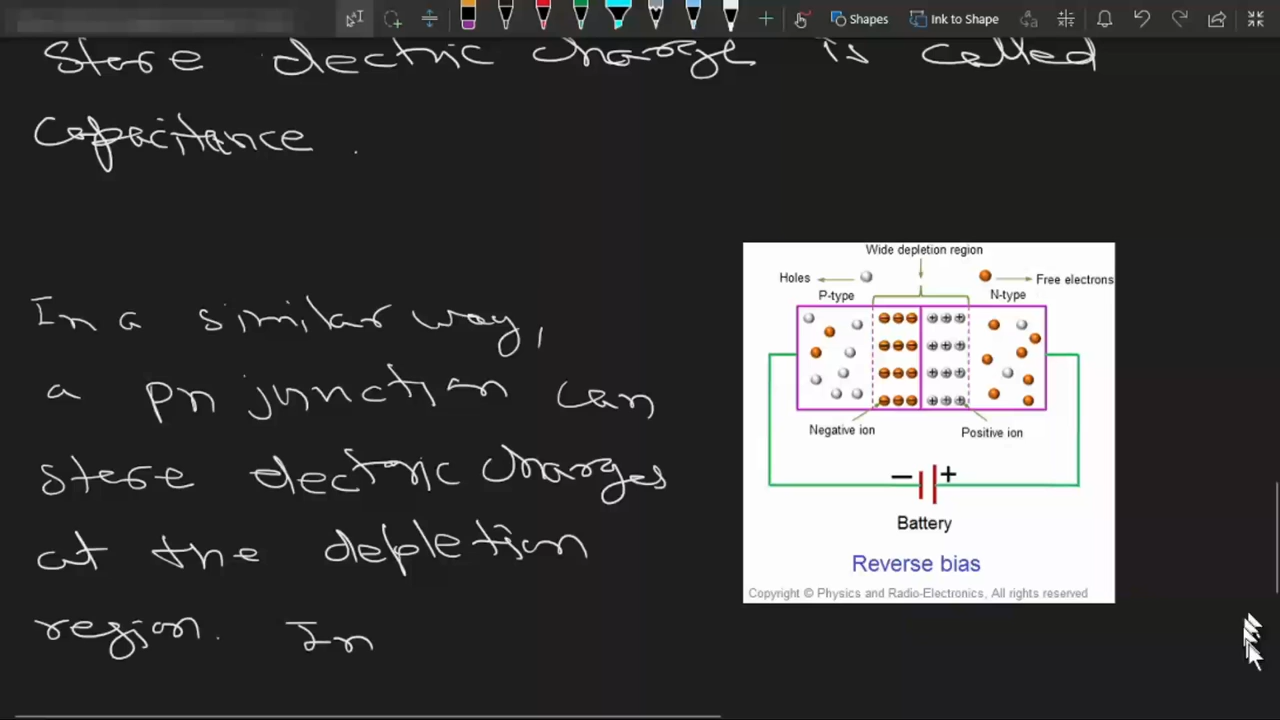 Shapes
Ink to Shape
store electric charge is called
capacitance.
In a similar way,
a pn junction can
store electric charges
at the depletion
region. In
Wide depletion region
Holes
Free electrons
P-type
N-type
Negative ion
Positive ion
− +
Battery
Reverse bias
Copyright © Physics and Radio-Electronics, All rights reserved